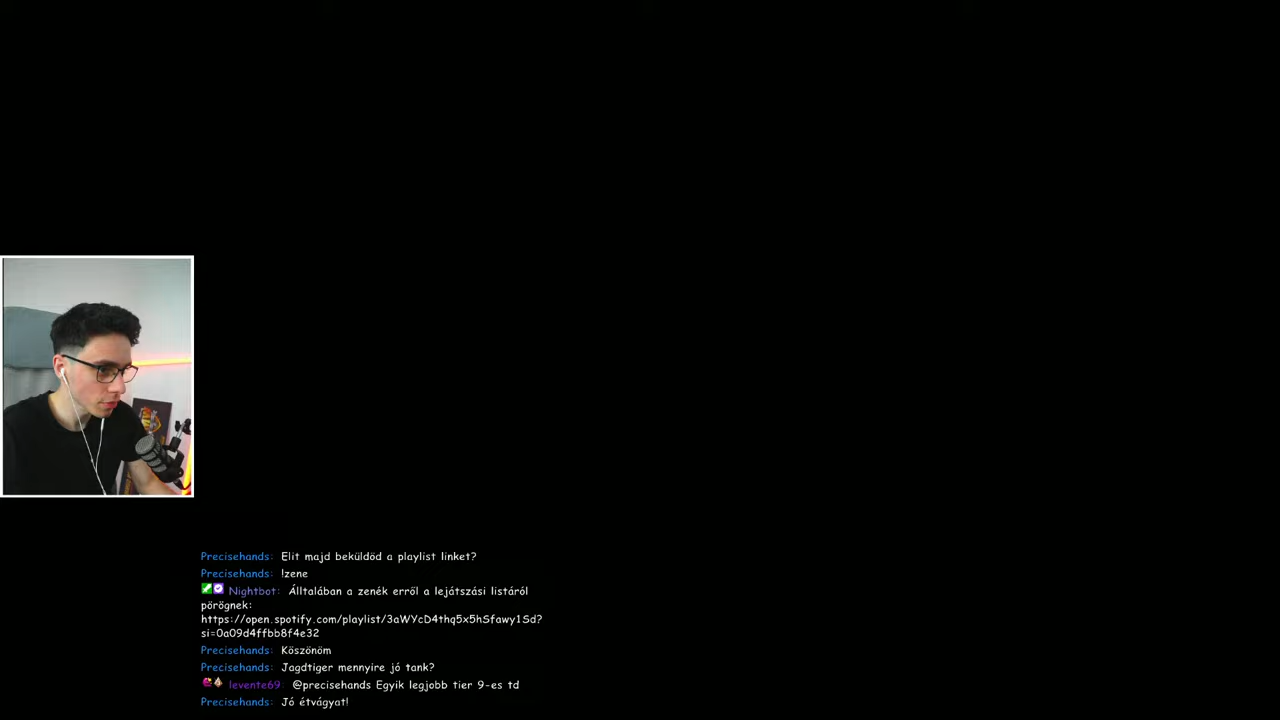 Precisehands: Elit majd beküldöd a playlist linket?
Precisehands: !zene
Nightbot: Álltalában a zenék erről a lejátszási listáról
pörögnek:
https://open.spotify.com/playlist/3aWYcD4thq5x5hSfawy1Sd?
si=0a09d4ffbb8f4e32
Precisehands: Köszönöm
Precisehands: Jagdtiger mennyire jó tank?
levente69: @precisehands Egyik legjobb tier 9-es td
Precisehands: Jó étvágyat!